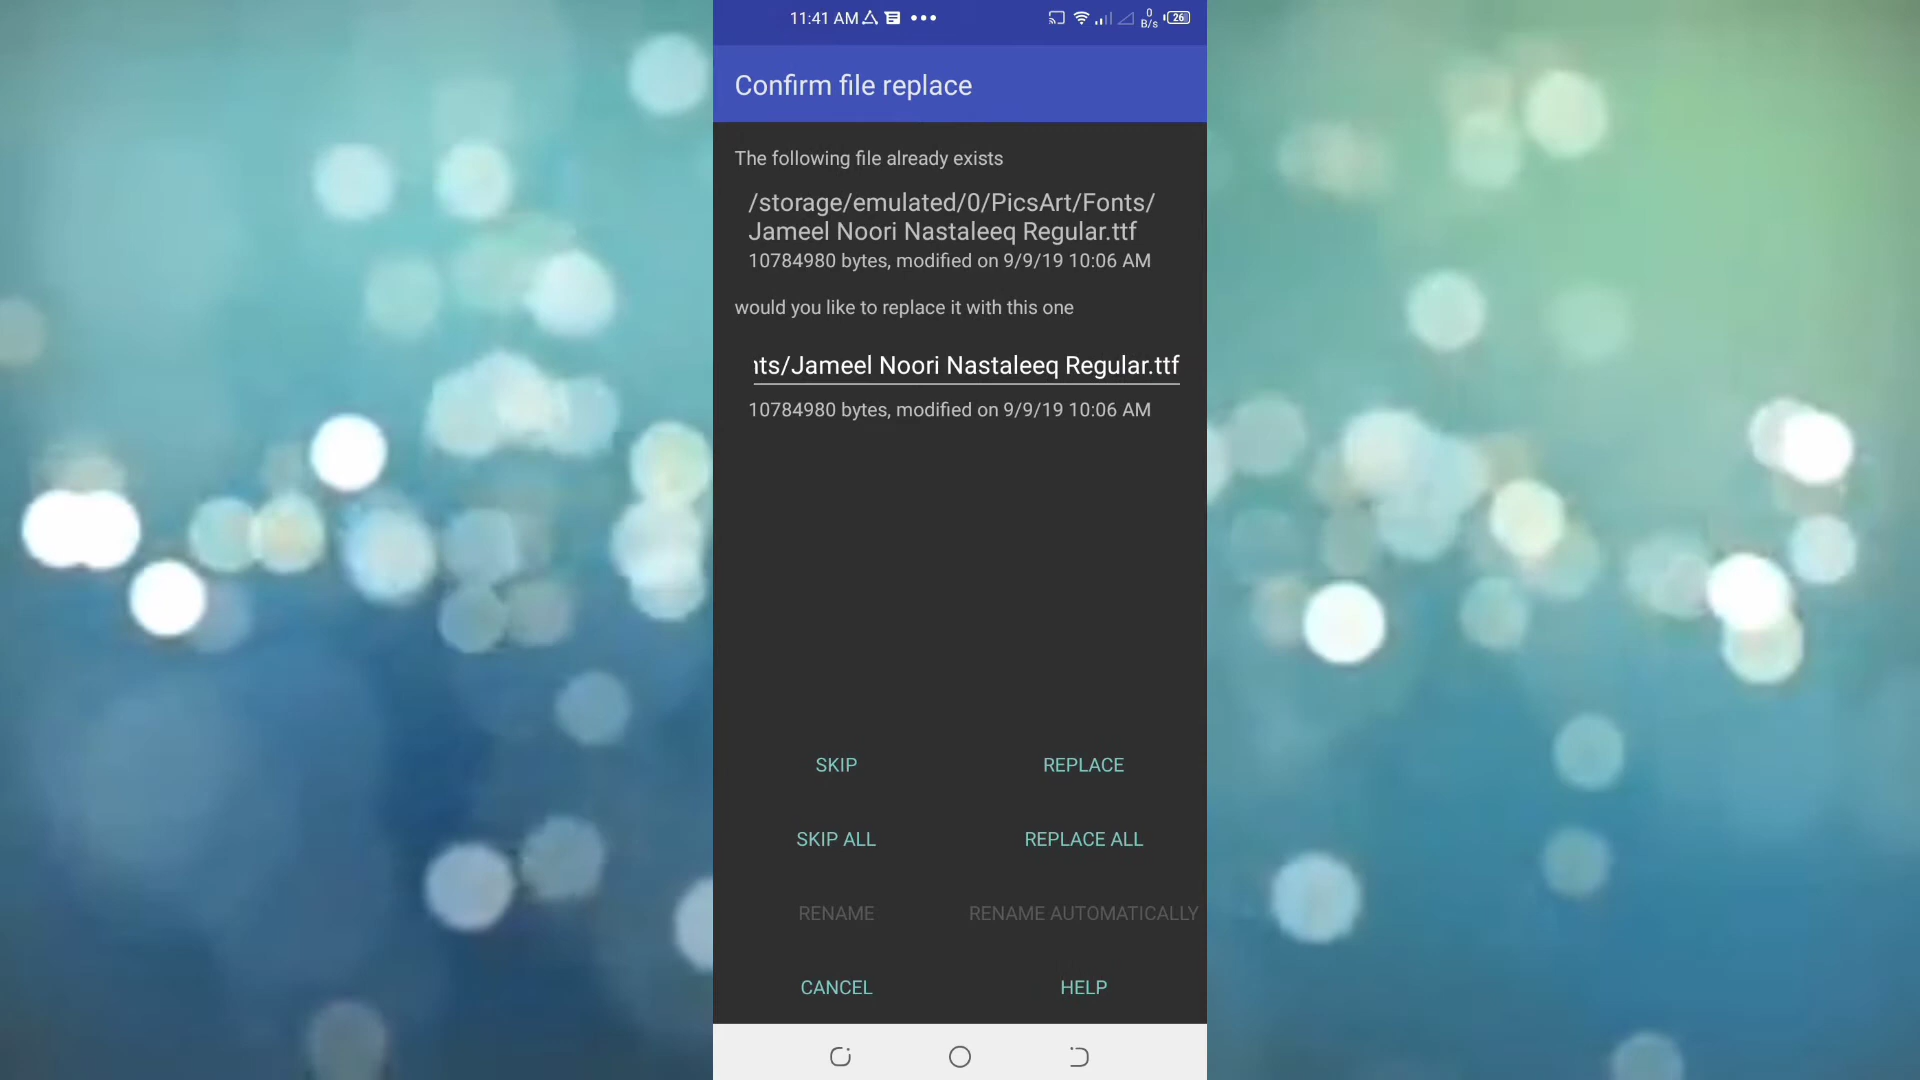 11:41 AM
0
B/s
26
Confirm file replace
The following file already exists
/storage/emulated/0/PicsArt/Fonts/
Jameel Noori Nastaleeq Regular.ttf
10784980 bytes, modified on 9/9/19 10:06 AM
would you like to replace it with this one
ts/Jameel Noori Nastaleeq Regular.ttf
10784980 bytes, modified on 9/9/19 10:06 AM
SKIP
REPLACE
SKIP ALL
REPLACE ALL
RENAME
RENAME AUTOMATICALLY
CANCEL
HELP